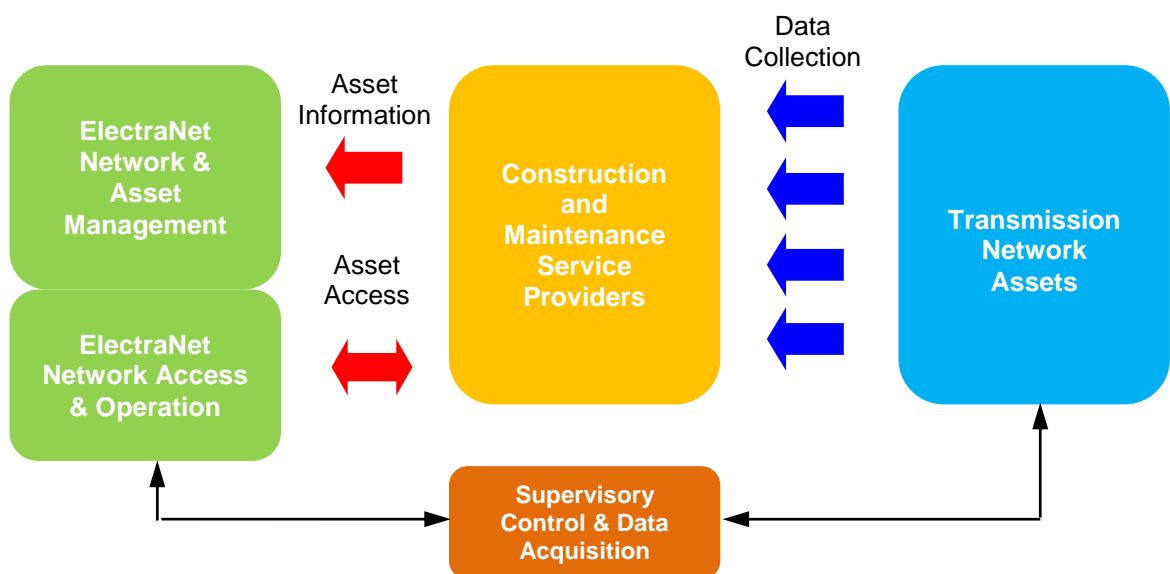 Data
Collection
Asset
Information
ElectraNet
Network &
Asset
Management
Construction
and
Maintenance
Service
Providers
Transmission
Network
Assets
Asset
Access
ElectraNet
Network Access
& Operation
Supervisory
Control & Data
Acquisition